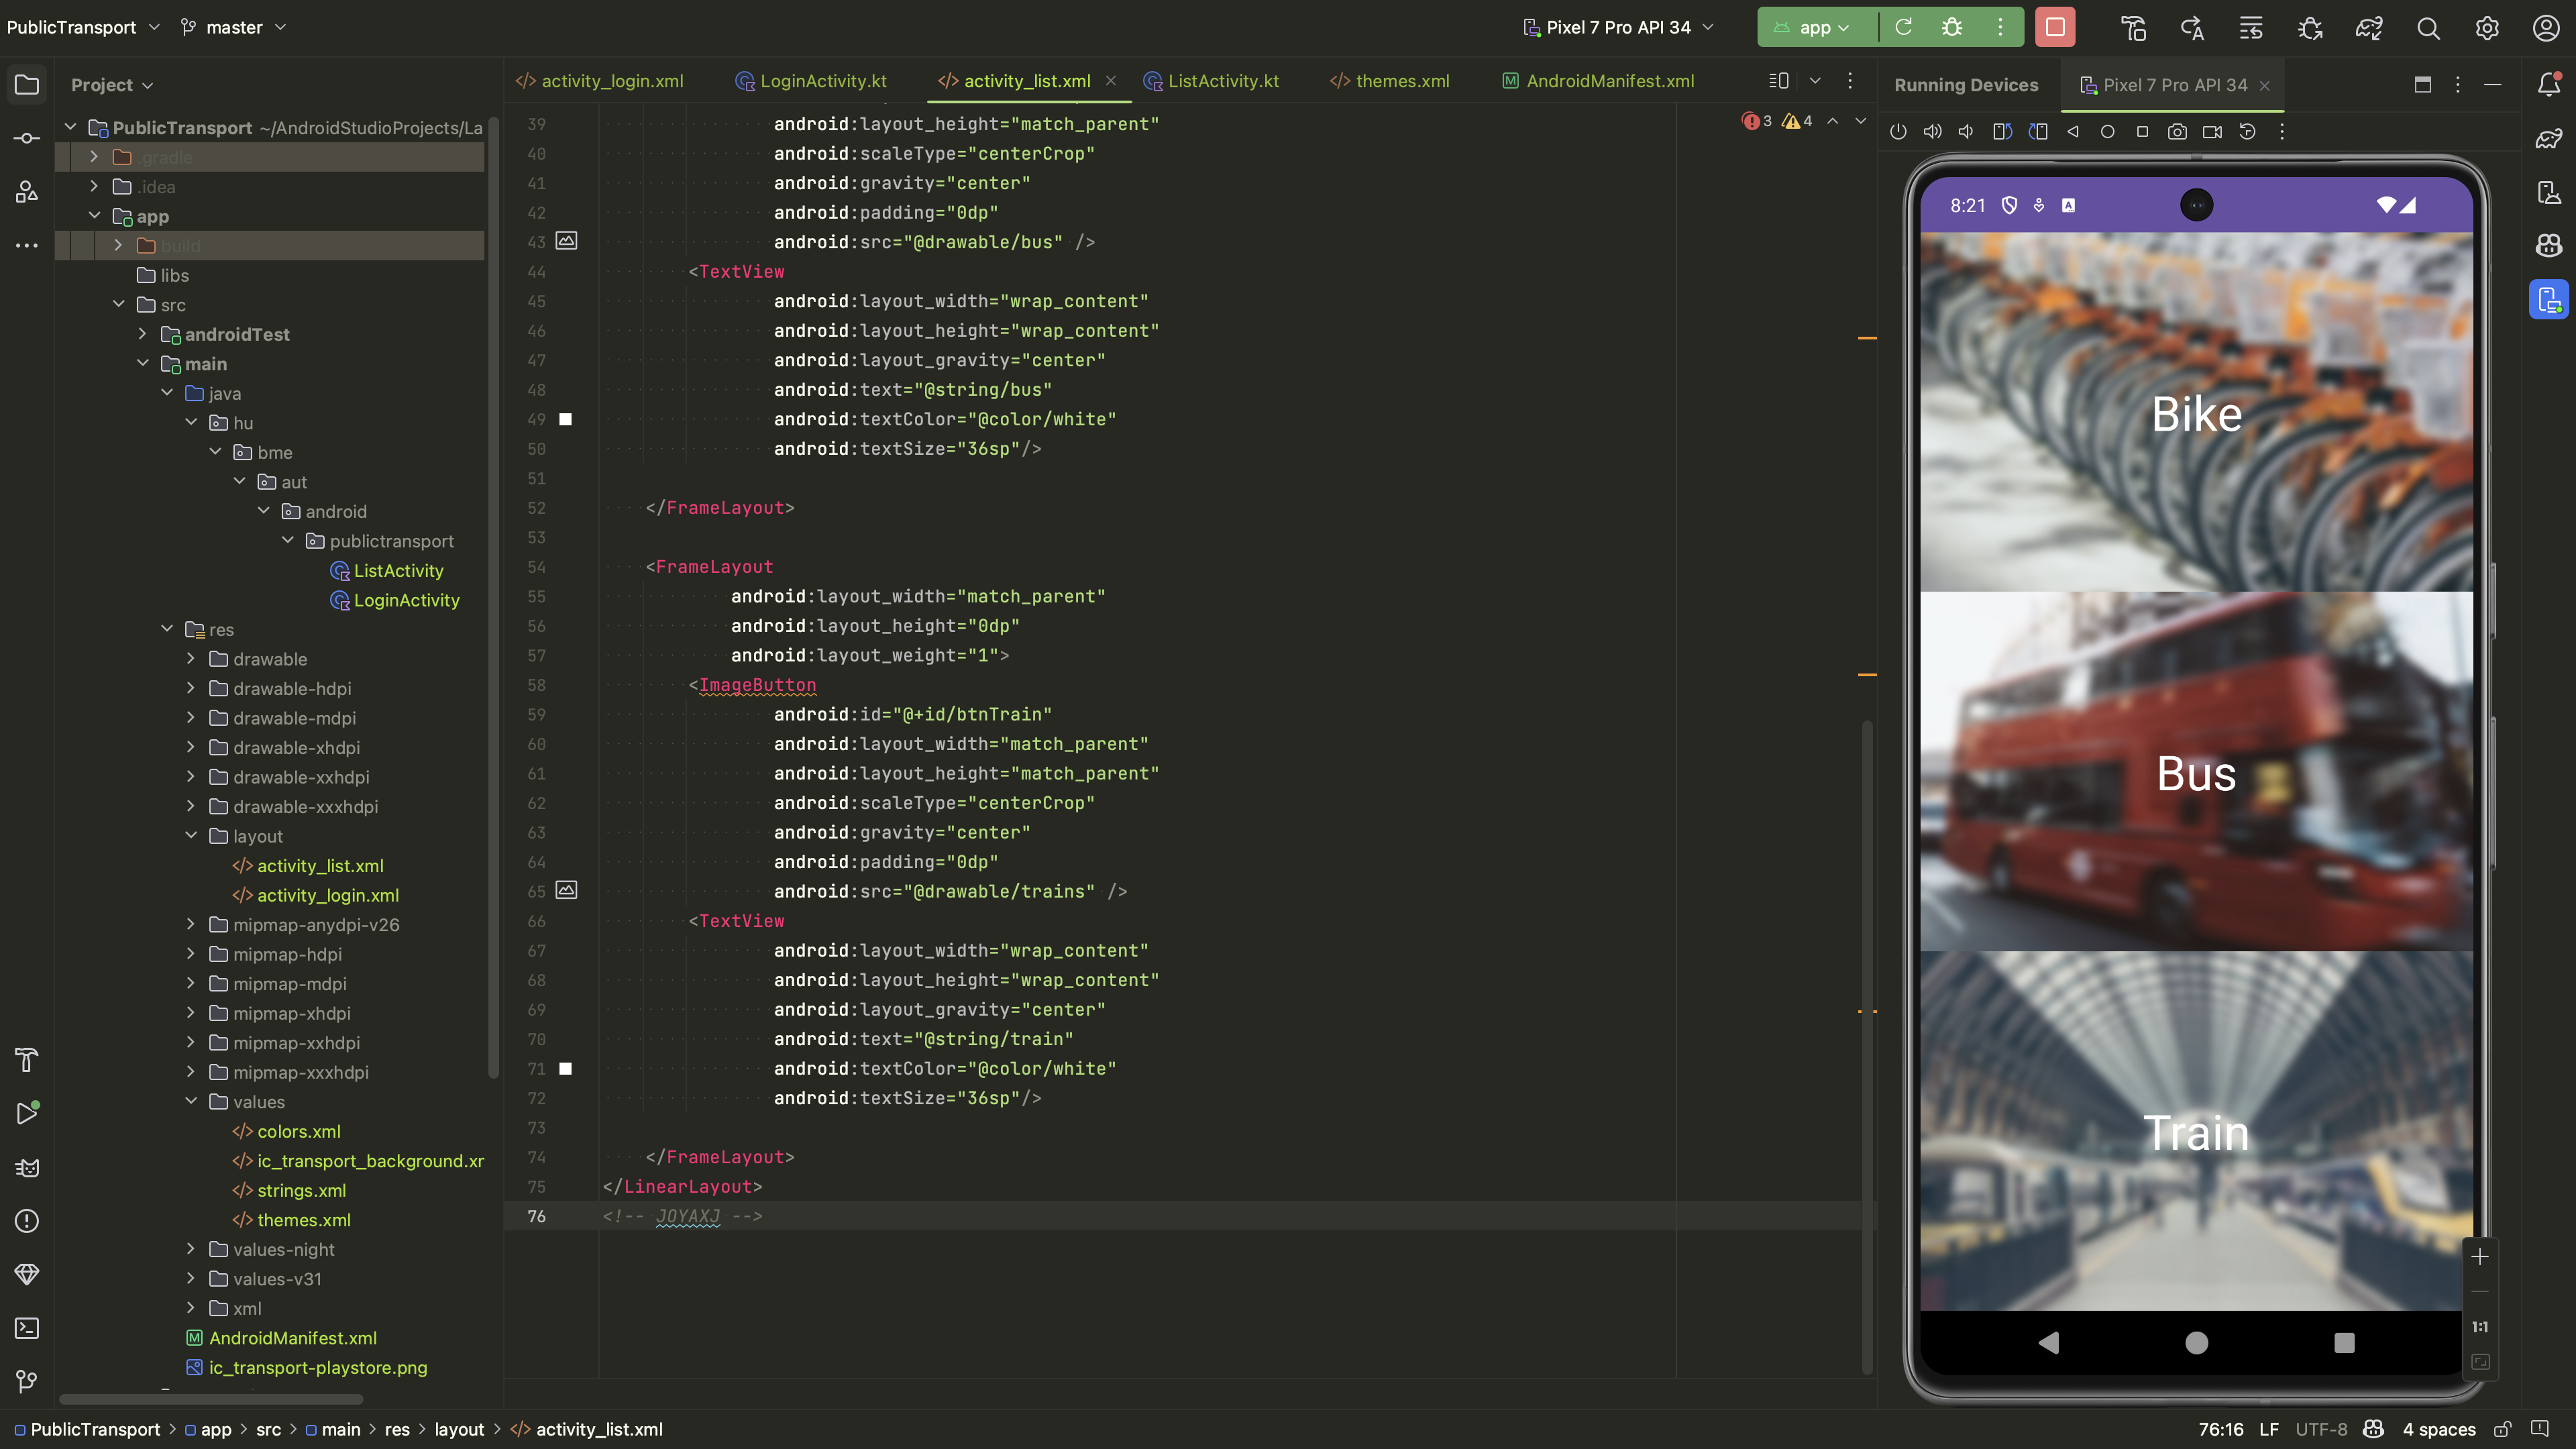 PublicTransport
master
Pixel 7 Pro API 34
app
Project
activity_login.xml
LoginActivity.kt
activity_list.xml
ListActivity.kt
themes.xml
AndroidManifest.xml
Running Devices
Pixel 7 Pro API 34
PublicTransport ~/AndroidStudioProjects/La
.gradle
.idea
app
build
libs
src
androidTest
main
java
hu
bme
aut
android
publictransport
ListActivity
LoginActivity
res
drawable
drawable-hdpi
drawable-mdpi
drawable-xhdpi
drawable-xxhdpi
drawable-xxxhdpi
layout
activity_list.xml
activity_login.xml
mipmap-anydpi-v26
mipmap-hdpi
mipmap-mdpi
mipmap-xhdpi
mipmap-xxhdpi
mipmap-xxxhdpi
values
colors.xml
ic_transport_background.xr
strings.xml
themes.xml
values-night
values-v31
xml
AndroidManifest.xml
ic_transport-playstore.png
3 4
39 android:layout_height="match_parent"
40 android:scaleType="centerCrop"
41 android:gravity="center"
42 android:padding="0dp"
43 android:src="@drawable/bus" />
44 <TextView
45 android:layout_width="wrap_content"
46 android:layout_height="wrap_content"
47 android:layout_gravity="center"
48 android:text="@string/bus"
49 android:textColor="@color/white"
50 android:textSize="36sp"/>
51
52 </FrameLayout>
53
54 <FrameLayout
55 android:layout_width="match_parent"
56 android:layout_height="0dp"
57 android:layout_weight="1">
58 <ImageButton
59 android:id="@+id/btnTrain"
60 android:layout_width="match_parent"
61 android:layout_height="match_parent"
62 android:scaleType="centerCrop"
63 android:gravity="center"
64 android:padding="0dp"
65 android:src="@drawable/trains" />
66 <TextView
67 android:layout_width="wrap_content"
68 android:layout_height="wrap_content"
69 android:layout_gravity="center"
70 android:text="@string/train"
71 android:textColor="@color/white"
72 android:textSize="36sp"/>
73
74 </FrameLayout>
75 </LinearLayout>
76 <!-- JOYAXJ -->
8:21
Bike
Bus
Train
1:1
PublicTransport > app > src > main > res > layout > activity_list.xml
76:16 LF UTF-8 4 spaces